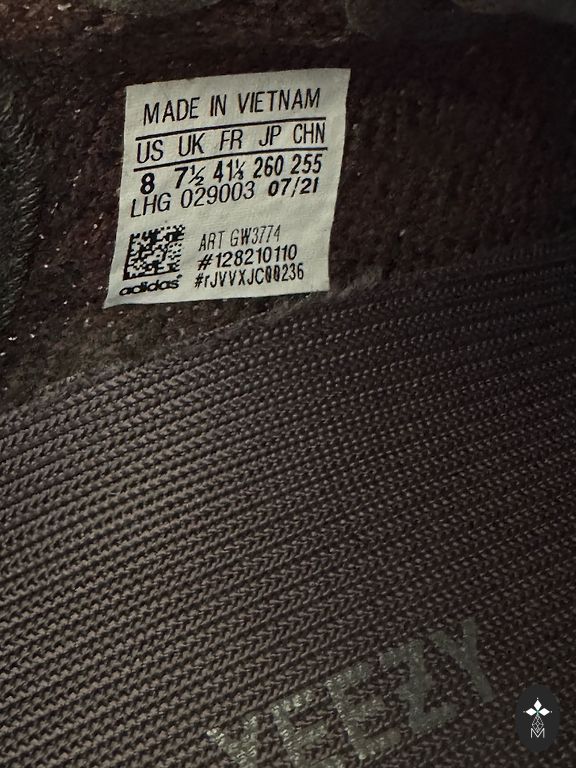 MADE IN VIETNAM
US UK FR JP CHN
8 7½ 41⅓ 260 255
LHG 029003 07/21
ART GW3774
#128210110
#rJVVXJC00236
adidas
YEEZY
M